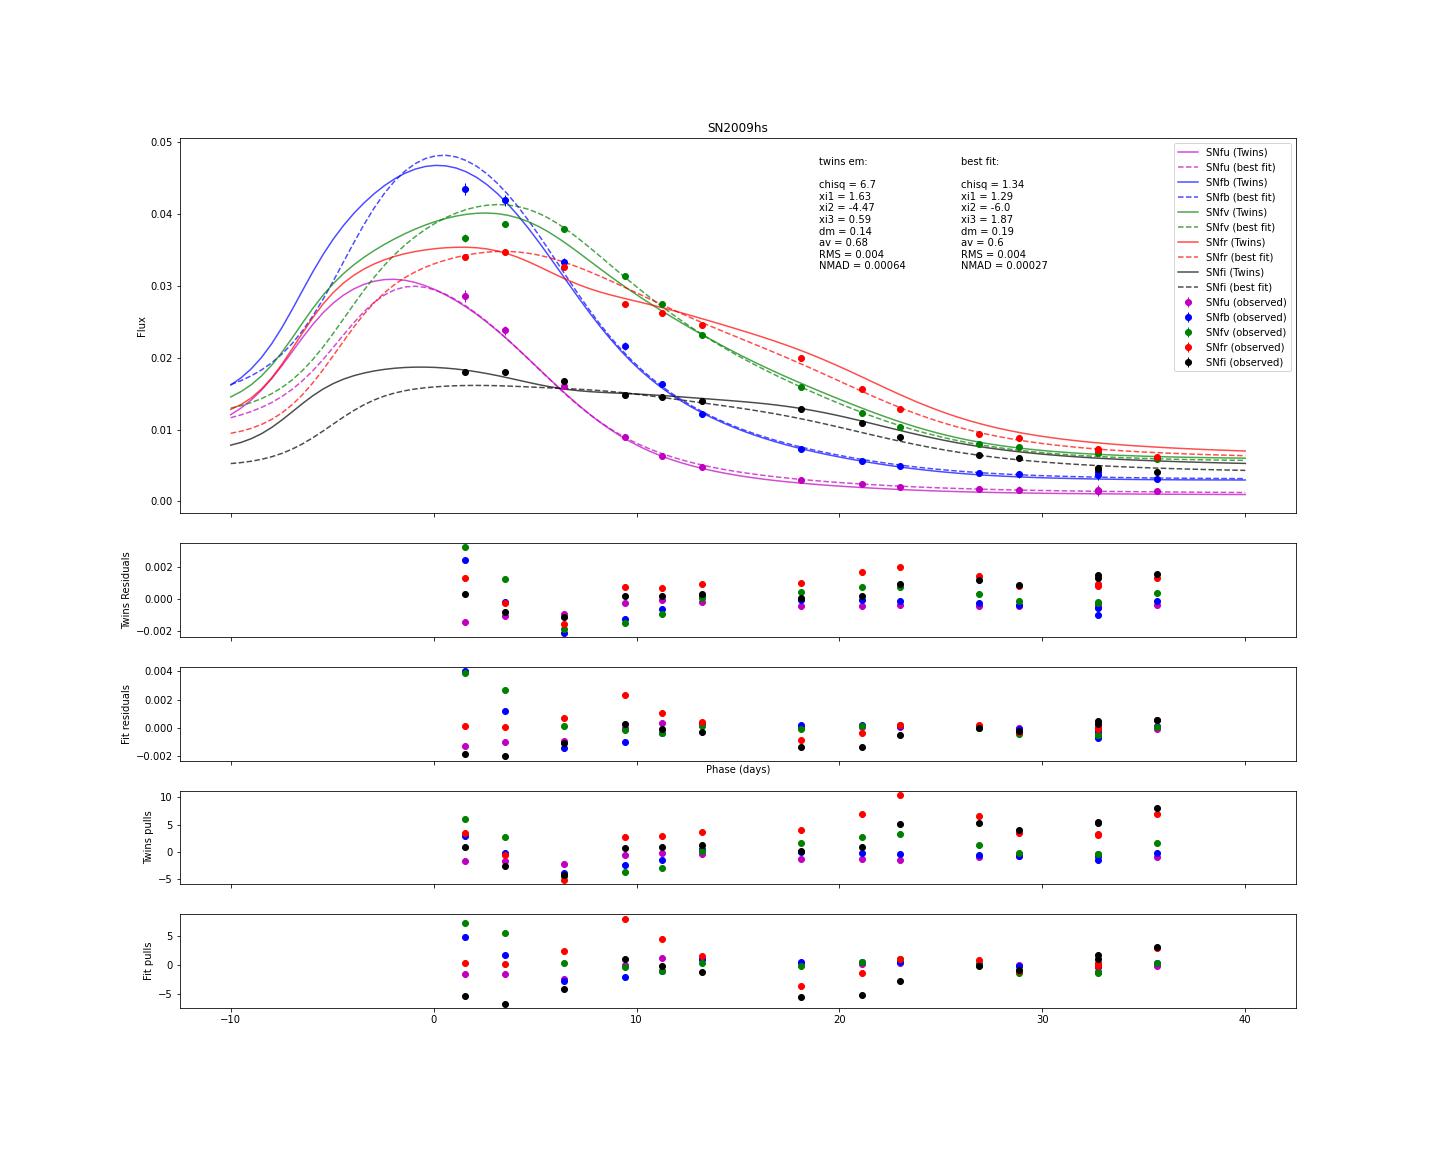 SN2009hs
0.05
0.04
0.03
0.02
0.01
0.00
Flux
twins em:
chisq = 6.7
xi1 = 1.63
xi2 = -4.47
xi3 = 0.59
dm = 0.14
av = 0.68
RMS = 0.004
NMAD = 0.00064
best fit:
chisq = 1.34
xi1 = 1.29
xi2 = -6.0
xi3 = 1.87
dm = 0.19
av = 0.6
RMS = 0.004
NMAD = 0.00027
SNfu (Twins)
SNfu (best fit)
SNfb (Twins)
SNfb (best fit)
SNfv (Twins)
SNfv (best fit)
SNfr (Twins)
SNfr (best fit)
SNfi (Twins)
SNfi (best fit)
SNfu (observed)
SNfb (observed)
SNfv (observed)
SNfr (observed)
SNfi (observed)
0.002
0.000
−0.002
Twins Residuals
0.004
0.002
0.000
−0.002
Fit residuals
Phase (days)
10
5
0
−5
Twins pulls
5
0
−5
Fit pulls
−10
0
10
20
30
40